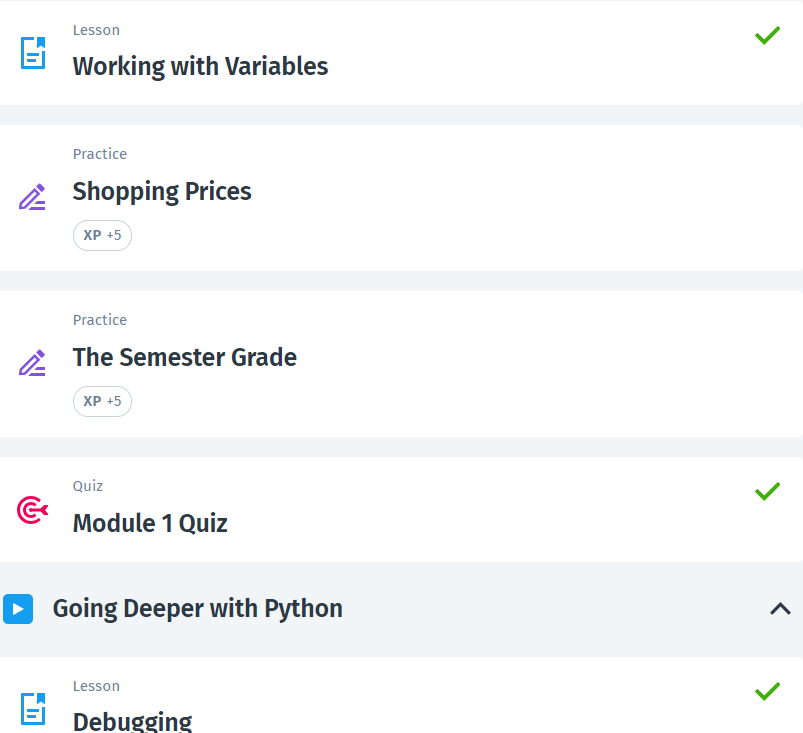 Lesson
Working with Variables
Practice
Shopping Prices
XP +5
Practice
The Semester Grade
XP +5
Quiz
Module 1 Quiz
Going Deeper with Python
Lesson
Debugging